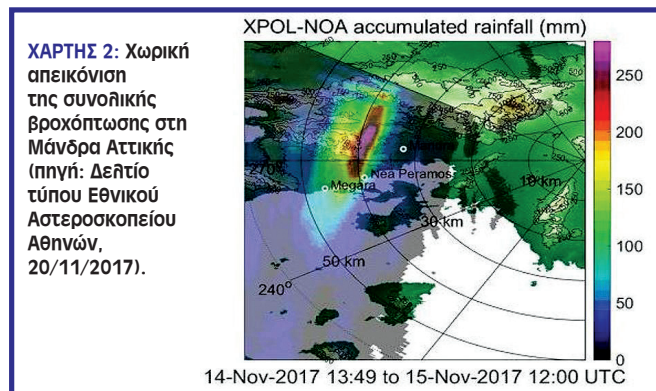 ΧΑΡΤΗΣ 2: Χωρική
απεικόνιση
της συνολικής
βροχόπτωσης στη
Μάνδρα Αττικής
(πηγή: Δελτίο
τύπου Εθνικού
Αστεροσκοπείου
Αθηνών,
20/11/2017).
XPOL-NOA accumulated rainfall (mm)
250
200
150
100
50
0
Mandra
270°
Nea Peramos
Megara
10 km
30 km
50 km
240°
14-Nov-2017 13:49 to 15-Nov-2017 12:00 UTC